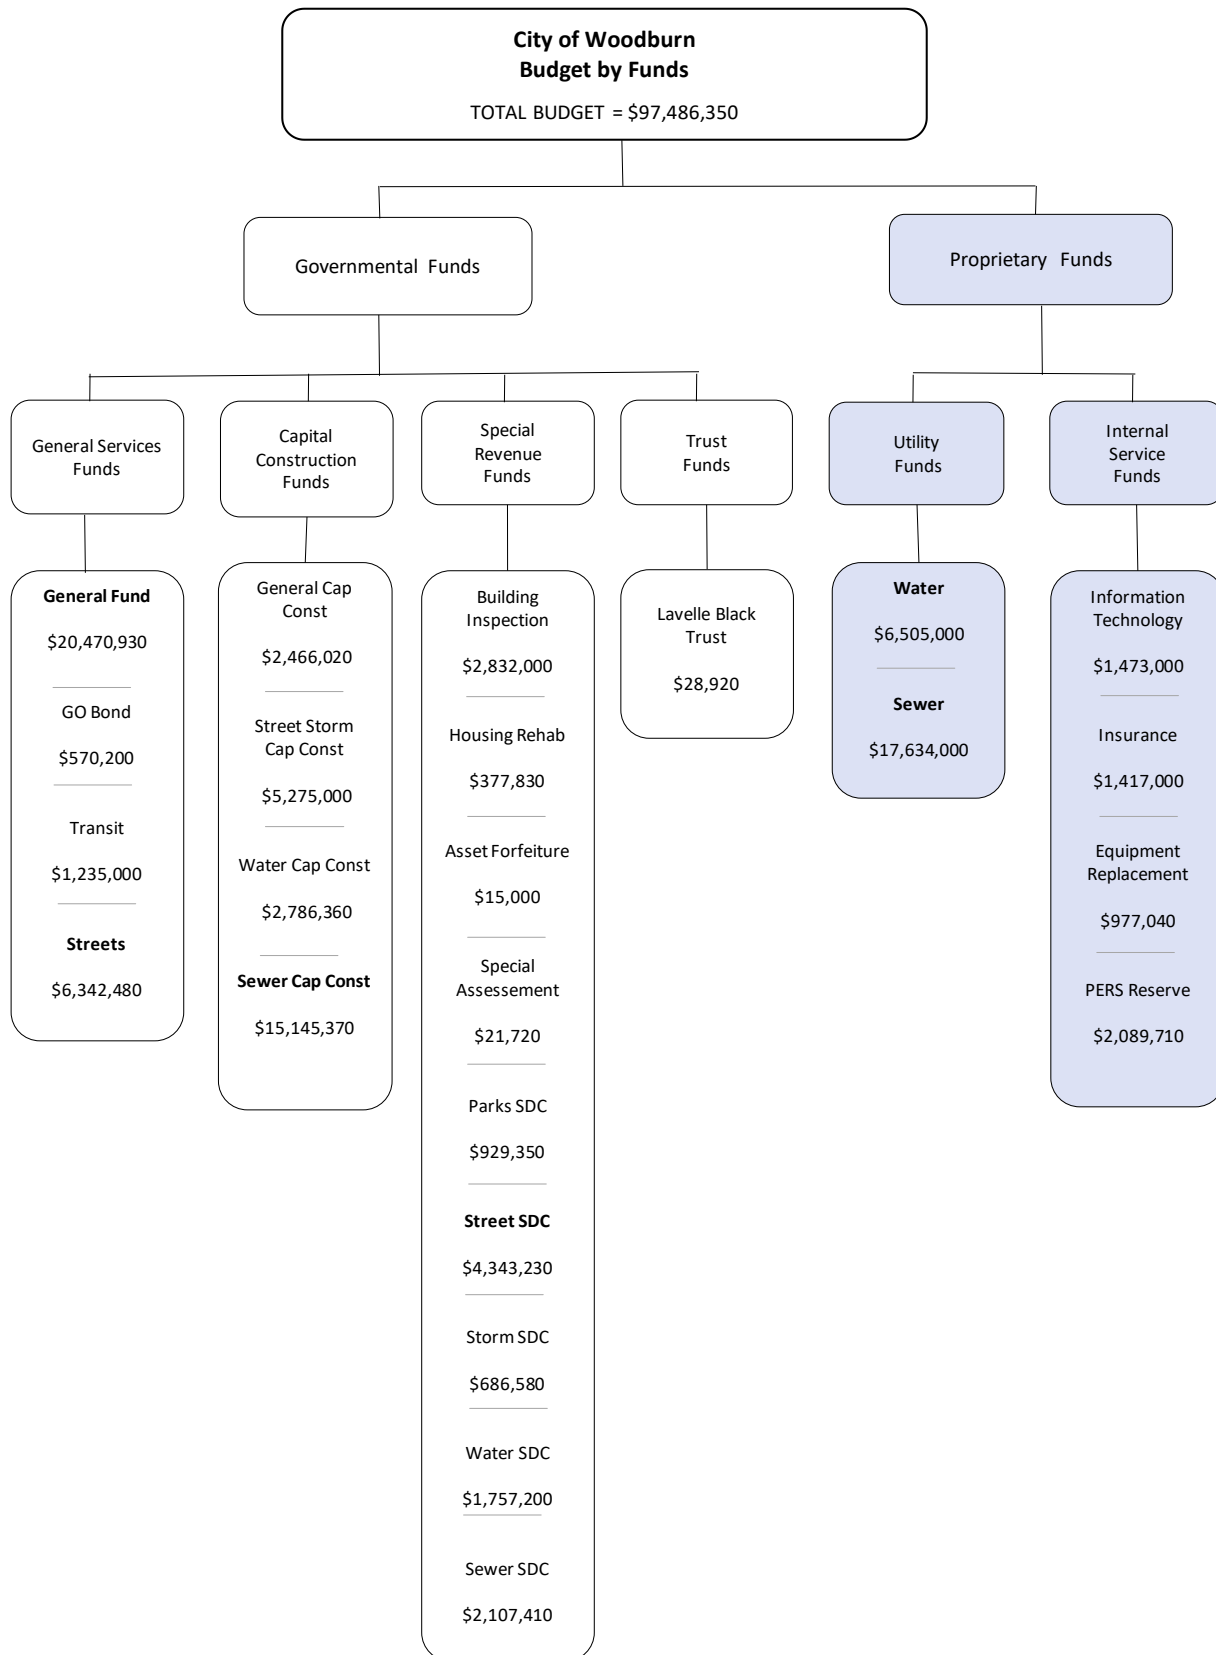 City of Woodburn
Budget by Funds
TOTAL BUDGET = $97,486,350
Governmental Funds
Proprietary Funds
General Services
Funds
Capital
Construction
Funds
Special
Revenue
Funds
Trust
Funds
Utility
Funds
Internal
Service
Funds
General Fund
$20,470,930
GO Bond
$570,200
Transit
$1,235,000
Streets
$6,342,480
General Cap
Const
$2,466,020
Street Storm
Cap Const
$5,275,000
Water Cap Const
$2,786,360
Sewer Cap Const
$15,145,370
Building
Inspection
$2,832,000
Housing Rehab
$377,830
Asset Forfeiture
$15,000
Special
Assessement
$21,720
Parks SDC
$929,350
Street SDC
$4,343,230
Storm SDC
$686,580
Water SDC
$1,757,200
Sewer SDC
$2,107,410
Lavelle Black
Trust
$28,920
Water
$6,505,000
Sewer
$17,634,000
Information
Technology
$1,473,000
Insurance
$1,417,000
Equipment
Replacement
$977,040
PERS Reserve
$2,089,710